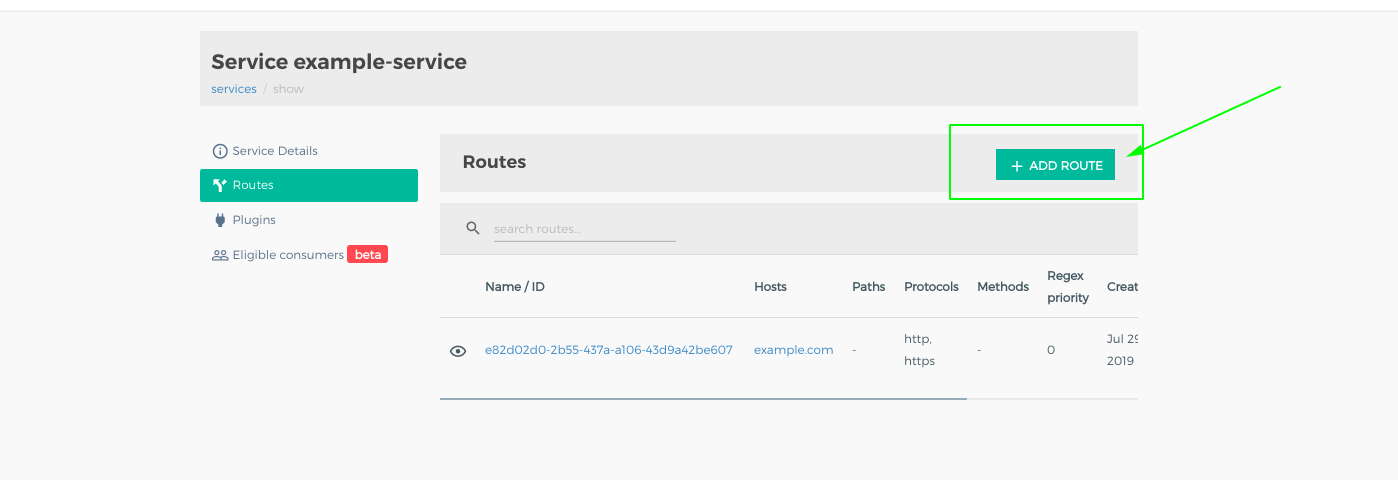 Service example-service
services / show
Service Details
Routes
Plugins
Eligible consumers beta
Routes
+ ADD ROUTE
search routes...
Name / ID Hosts Paths Protocols Methods Regex priority Creat
e82d02d0-2b55-437a-a106-43d9a42be607 example.com - http, https - 0 Jul 29 2019